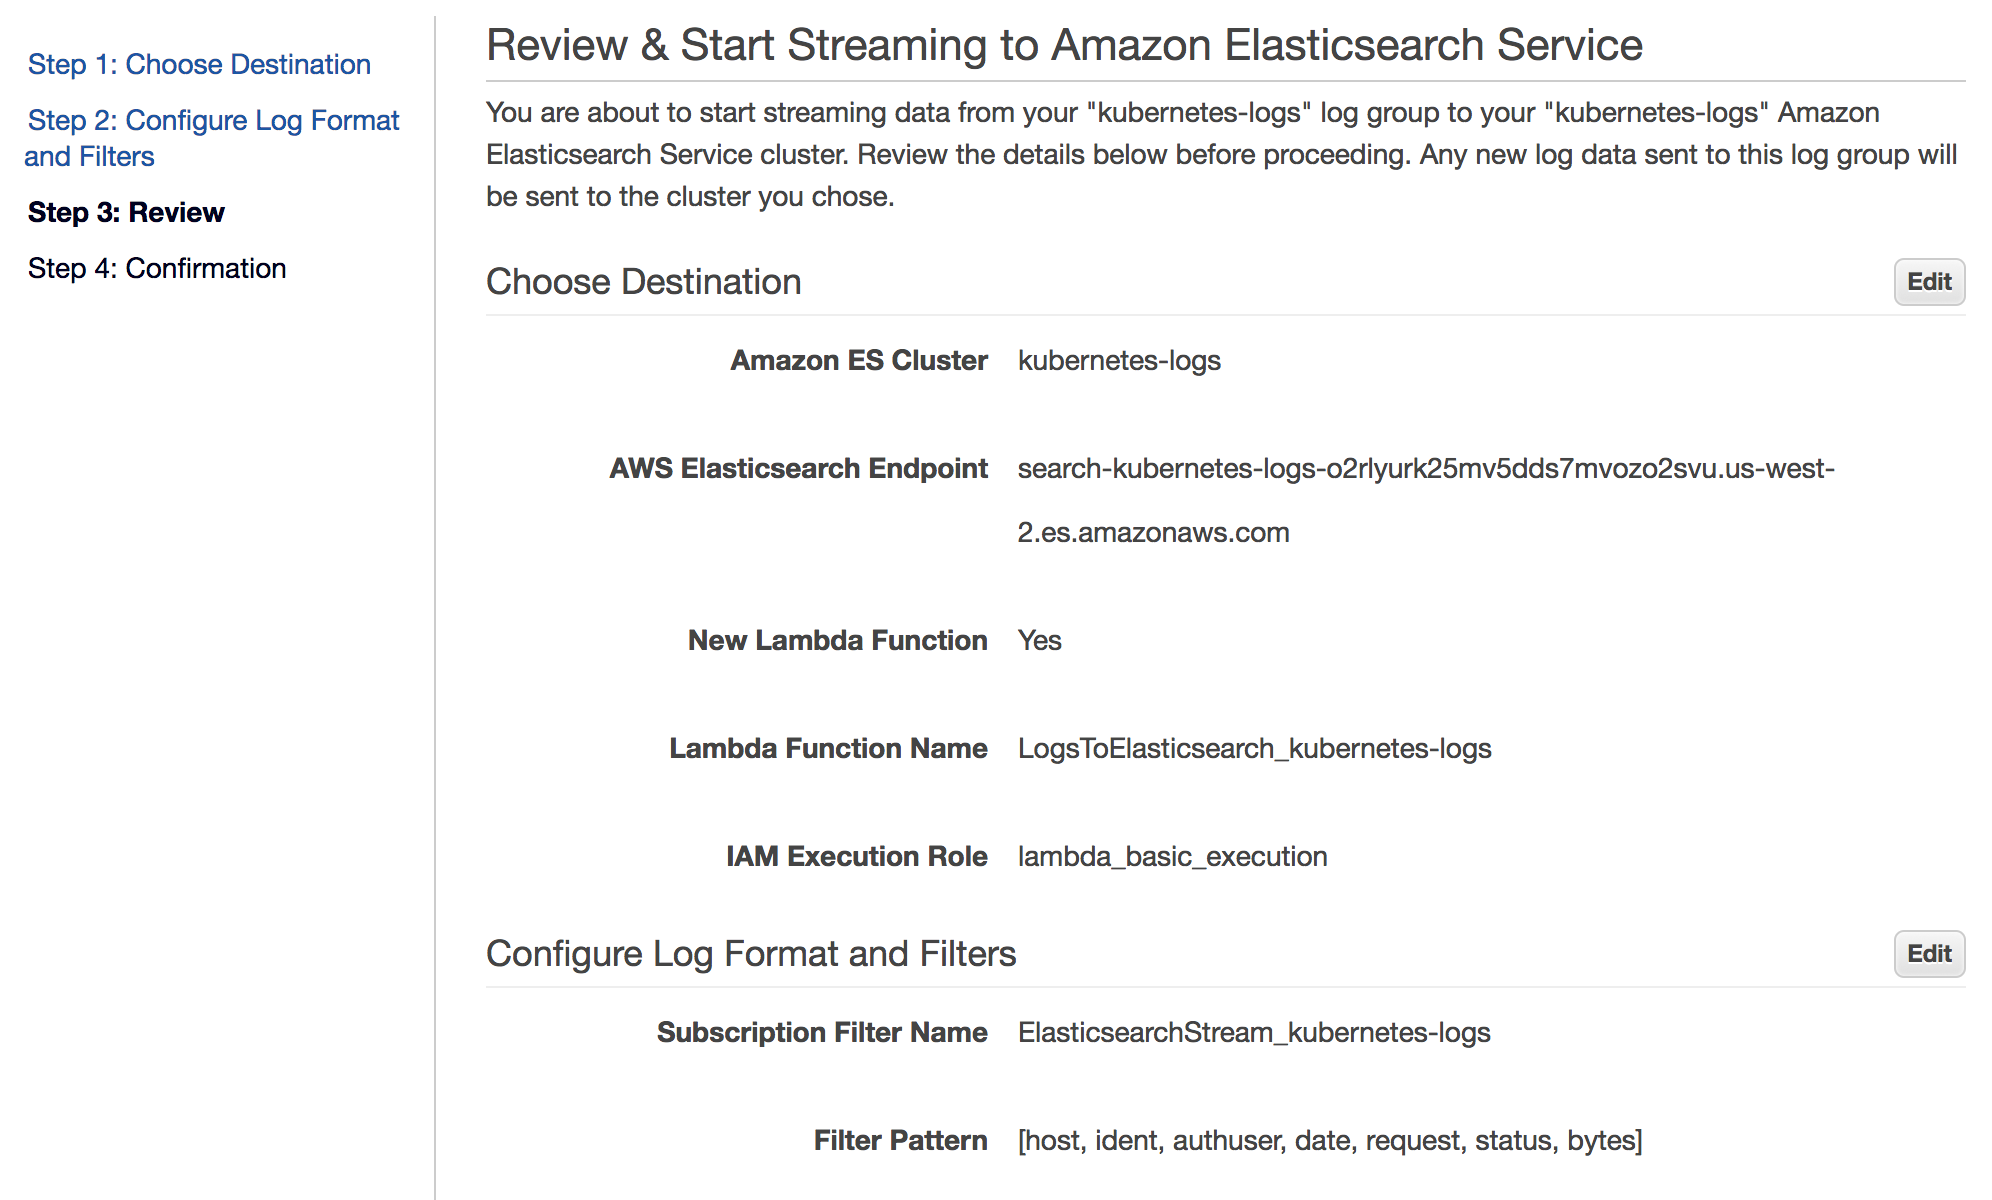 Step 1: Choose Destination
Step 2: Configure Log Format
and Filters
Step 3: Review
Step 4: Confirmation
Review & Start Streaming to Amazon Elasticsearch Service
You are about to start streaming data from your "kubernetes-logs" log group to your "kubernetes-logs" Amazon
Elasticsearch Service cluster. Review the details below before proceeding. Any new log data sent to this log group will
be sent to the cluster you chose.
Choose Destination Edit
Amazon ES Cluster kubernetes-logs
AWS Elasticsearch Endpoint search-kubernetes-logs-o2rlyurk25mv5dds7mvozo2svu.us-west-
2.es.amazonaws.com
New Lambda Function Yes
Lambda Function Name LogsToElasticsearch_kubernetes-logs
IAM Execution Role lambda_basic_execution
Configure Log Format and Filters Edit
Subscription Filter Name ElasticsearchStream_kubernetes-logs
Filter Pattern [host, ident, authuser, date, request, status, bytes]